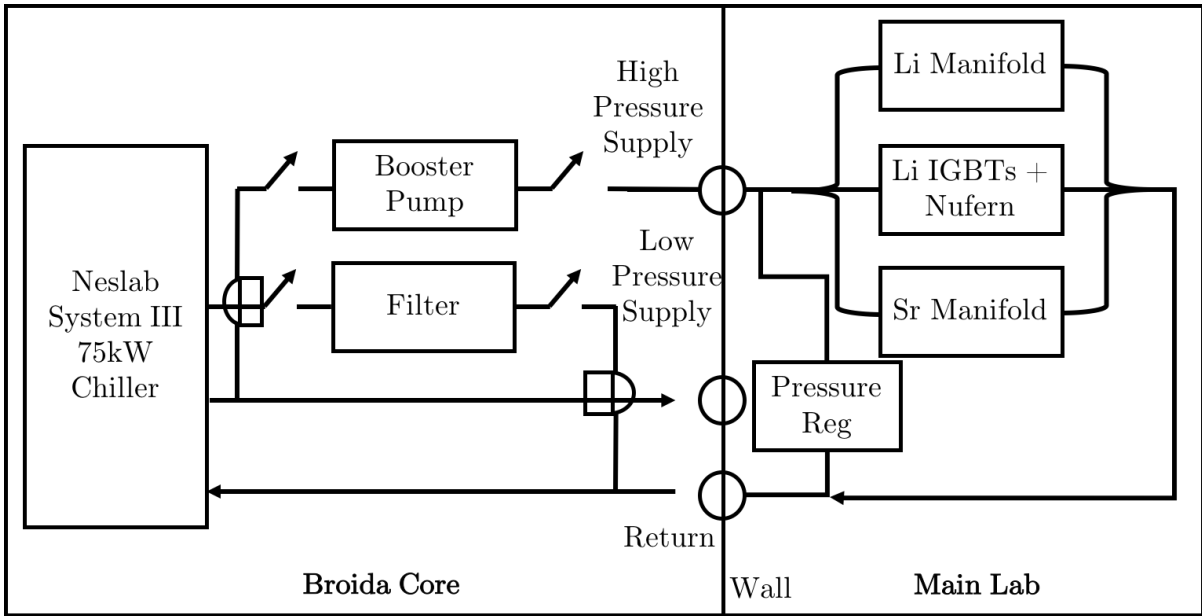 Neslab
System III
75kW
Chiller
Booster
Pump
Filter
High
Pressure
Supply
Low
Pressure
Supply
Return
Broida Core
Wall
Li Manifold
Li IGBTs +
Nufern
Sr Manifold
Pressure
Reg
Main Lab